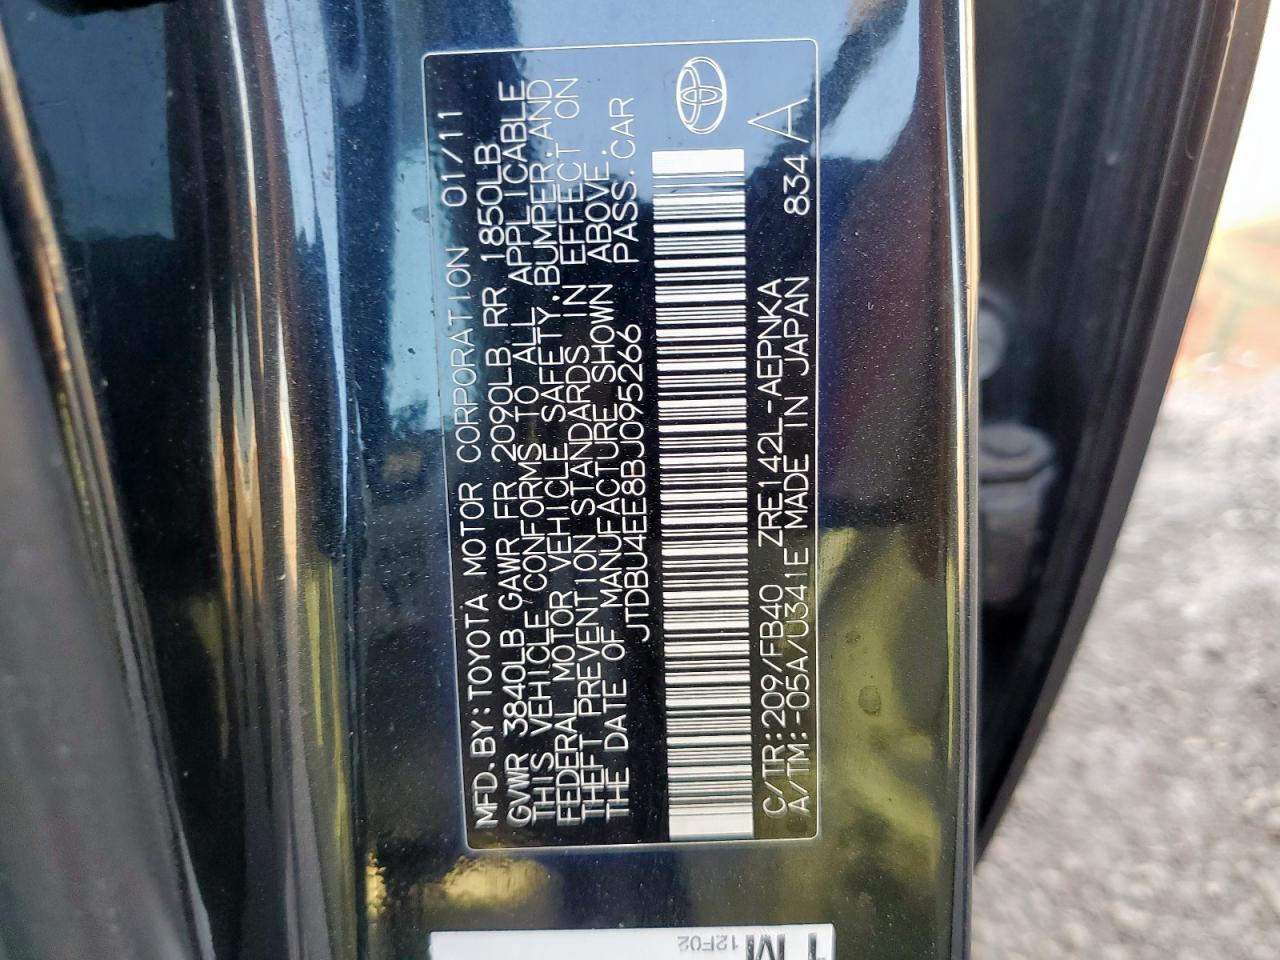 MFD.BY:TOYOTA MOTOR CORPORATION 01/11
GVWR 3840LB GAWR FR 2090LB RR 1850LB
THIS VEHICLE CONFORMS TO ALL APPLICABLE
FEDERAL MOTOR VEHICLE SAFETY, BUMPER, AND
THEFT PREVENTION STANDARDS IN EFFECT ON
THE DATE OF MANUFACTURE SHOWN ABOVE.
JTDBU4EE8BJ095266 PASS.CAR
C/TR:209/FB40 ZRE142L-AEPNKA
A/TM:-05A/U341E MADE IN JAPAN 834 A
12F02